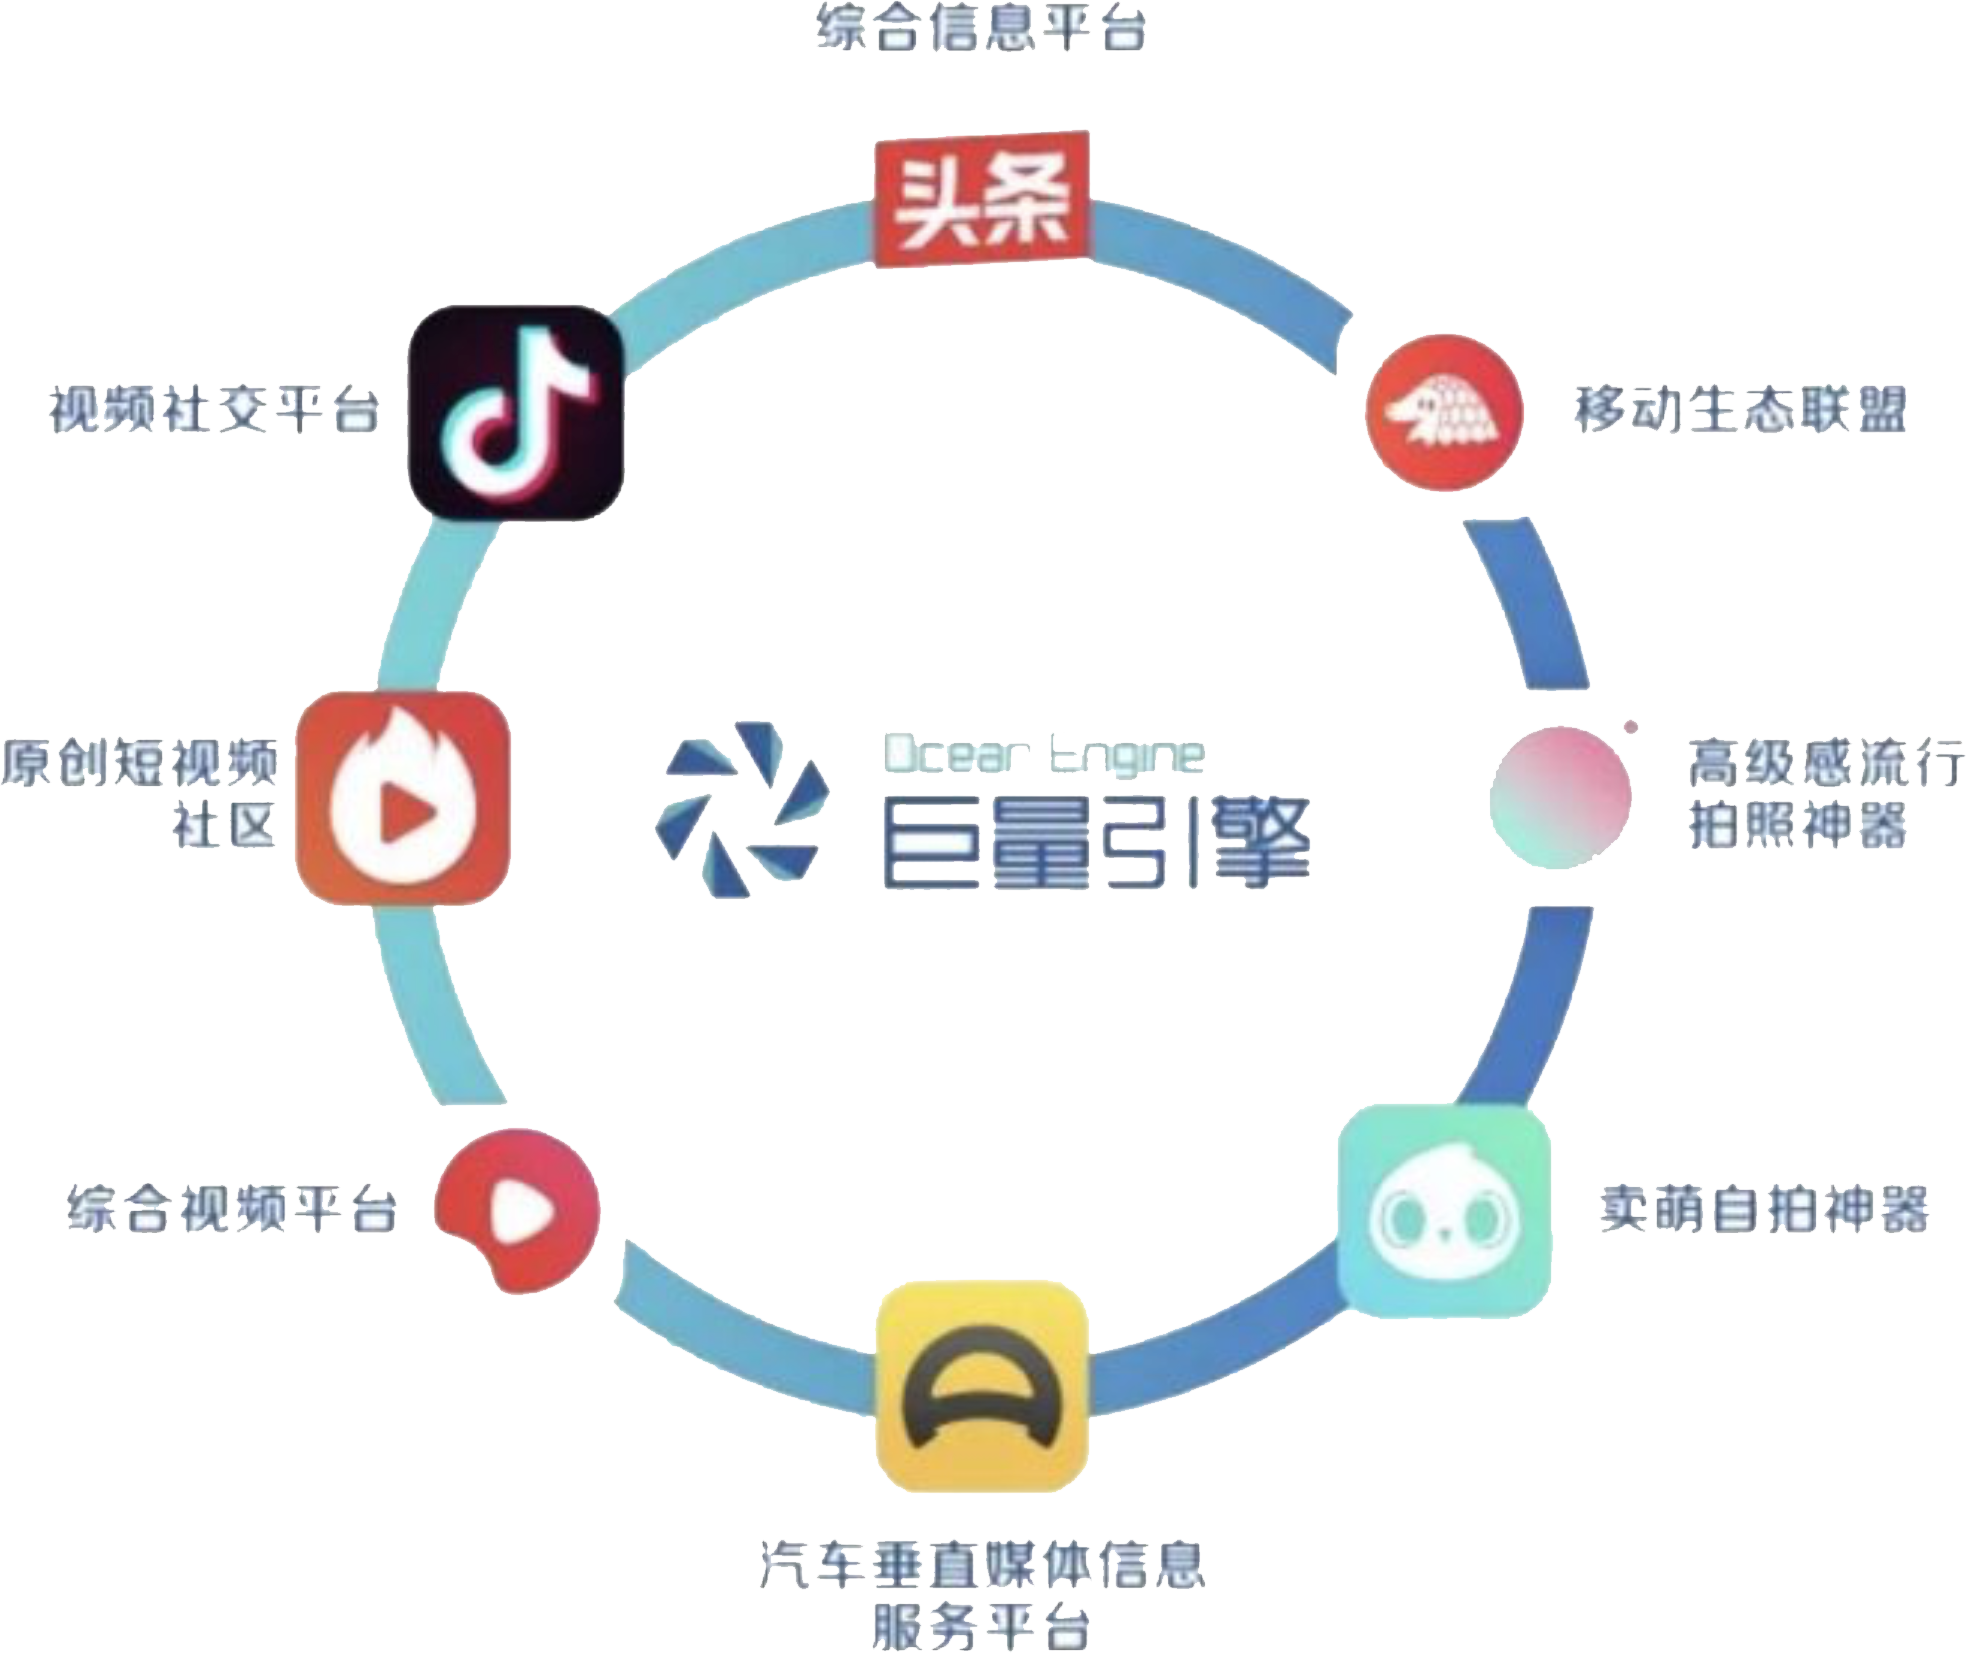 综合信息平台
头条
视频社交平台
移动生态联盟
原创短视频
社区
Ocear Engine
巨量引擎
高级感流行
拍照神器
综合视频平台
卖萌自拍神器
汽车垂直媒体信息
服务平台